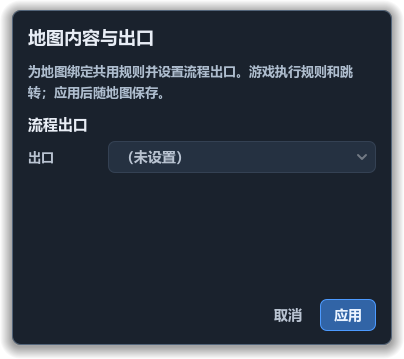 地图内容与出口
为地图绑定共用规则并设置流程出口。游戏执行规则和跳
转；应用后随地图保存。
流程出口
出口 （未设置）
取消 应用